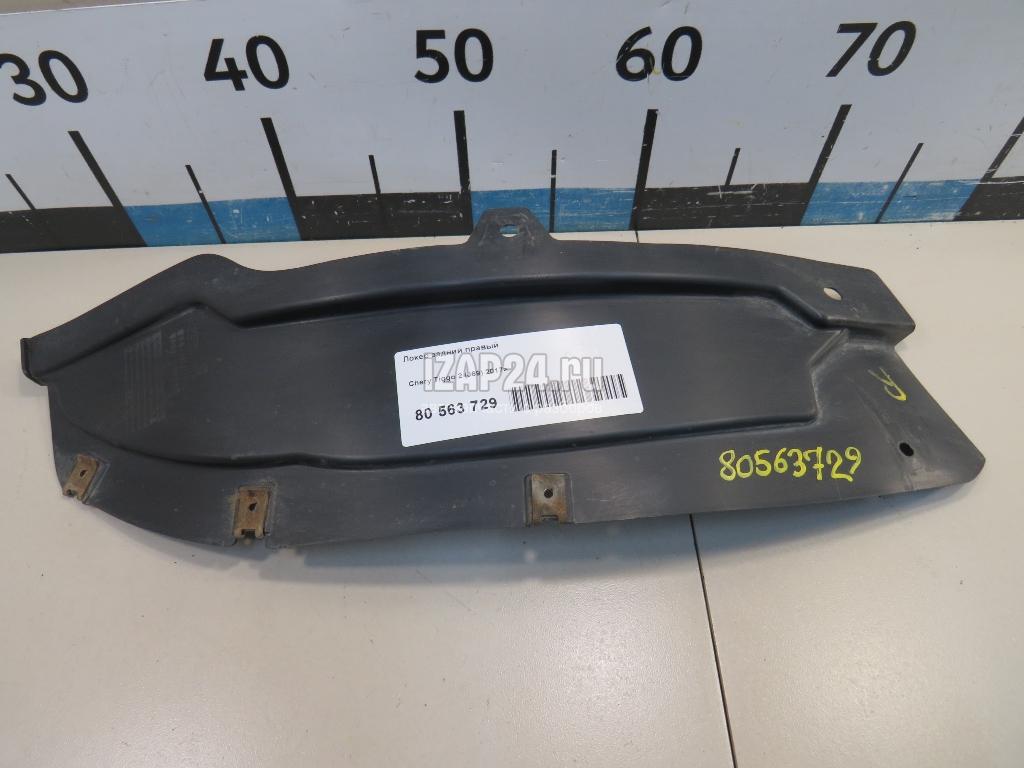 30 40 50 60 70
Локер задний правый
IZAP24.ru
Chery Tiggo 2017>
80 563 729
80563729